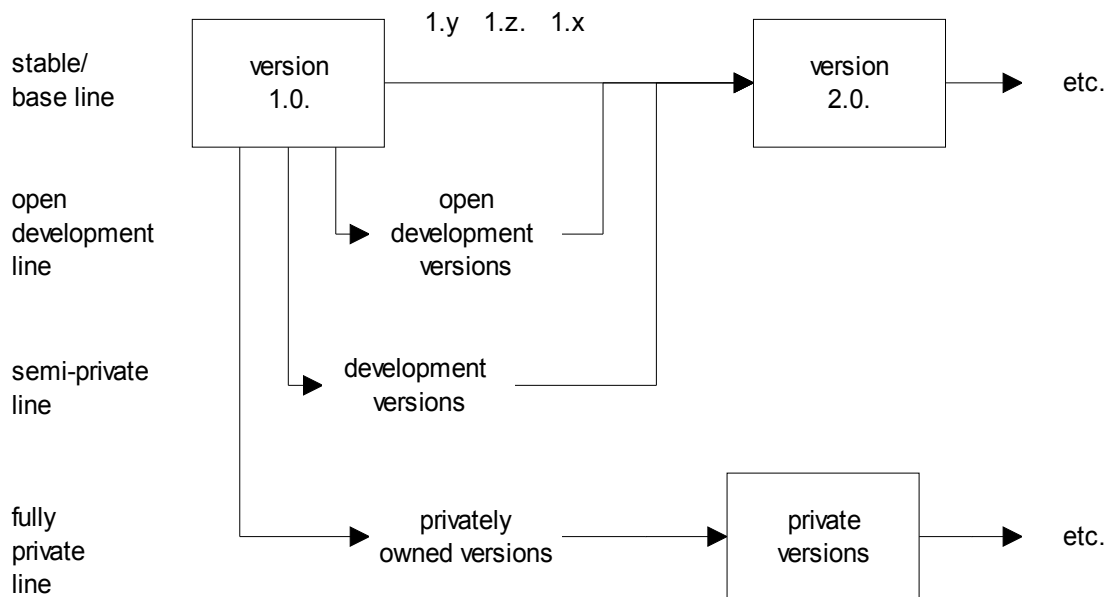 1.y 1.z. 1.x
stable/
base line
version
1.0.
version
2.0.
etc.
open
development
line
open
development
versions
semi-private
line
development
versions
fully
private
line
privately
owned versions
private
versions
etc.